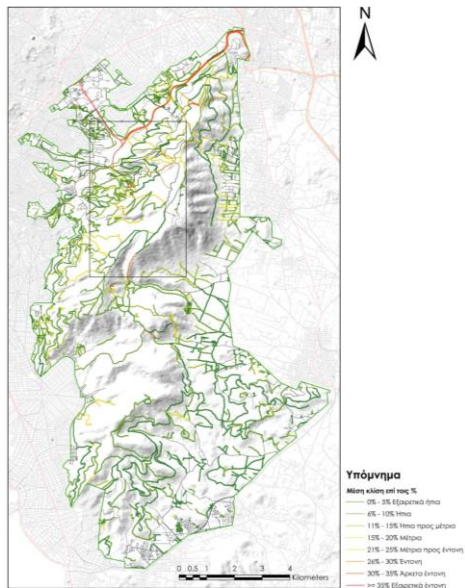 N
0 0.5 1 2 3 4
Kilometers
Υπόμνημα
Μέση κλίση επί τοις %
0% - 5% Εξαιρετικά ήπια
6% - 10% Ήπια
11% - 15% Ήπια προς μέτρια
15% - 20% Μέτρια
21% - 25% Μέτρια προς έντονη
26% - 30% Έντονη
30% - 35% Άρκετα έντονη
>= 35% Εξαιρετικά έντονη